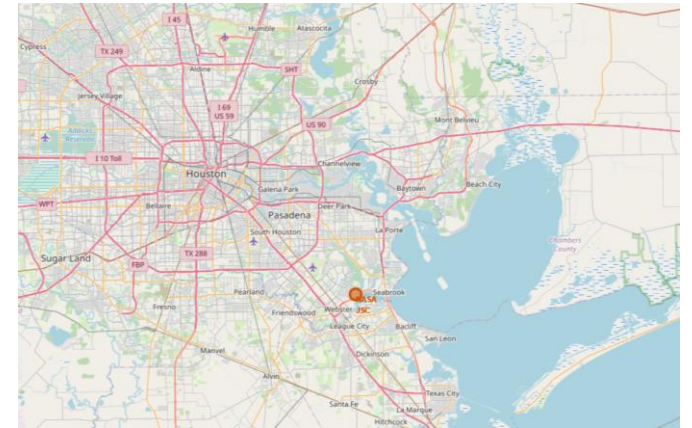 I 45
Humble
Atascocita
Cypress
TX 249
Aldine
SHT
Crosby
Jersey Village
I 69
US 59
US 90
Mont Belvieu
Addicks
Reservoir
I 10 Toll
Channelview
Houston
Galena Park
Baytown
Beach City
WPT
Bellaire
Pasadena
Deer Park
South Houston
La Porte
TX 288
Chambers
County
Sugar Land
FBP
Pearland
Seabrook
NASA
JSC
Fresno
Friendswood
Webster
League City
Bacliff
Manvel
San Leon
Dickinson
Alvin
Texas City
Santa Fe
La Marque
Hitchcock